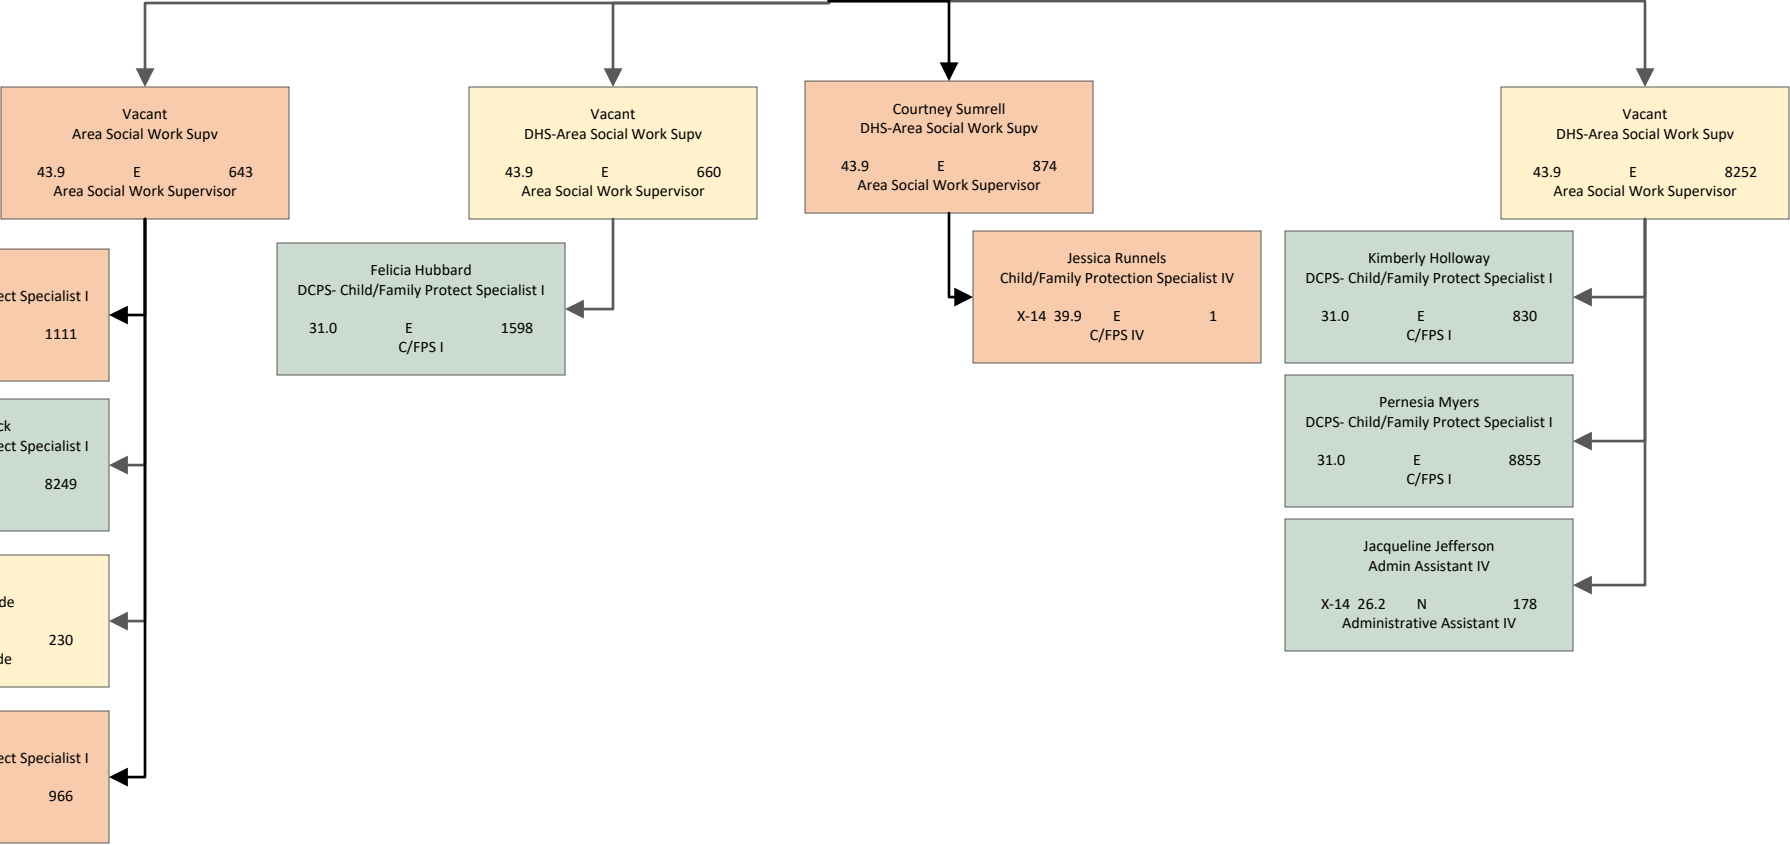 Vacant
Area Social Work Supv
43.9 E 643
Area Social Work Supervisor
Vacant
DHS-Area Social Work Supv
43.9 E 660
Area Social Work Supervisor
Courtney Sumrell
DHS-Area Social Work Supv
43.9 E 874
Area Social Work Supervisor
Vacant
DHS-Area Social Work Supv
43.9 E 8252
Area Social Work Supervisor
Specialist I
1111
Specialist I
8249
230
Specialist I
966
Felicia Hubbard
DCPS- Child/Family Protect Specialist I
31.0 E 1598
C/FPS I
Jessica Runnels
Child/Family Protection Specialist IV
X-14 39.9 E 1
C/FPS IV
Kimberly Holloway
DCPS- Child/Family Protect Specialist I
31.0 E 830
C/FPS I
Pernesia Myers
DCPS- Child/Family Protect Specialist I
31.0 E 8855
C/FPS I
Jacqueline Jefferson
Admin Assistant IV
X-14 26.2 N 178
Administrative Assistant IV